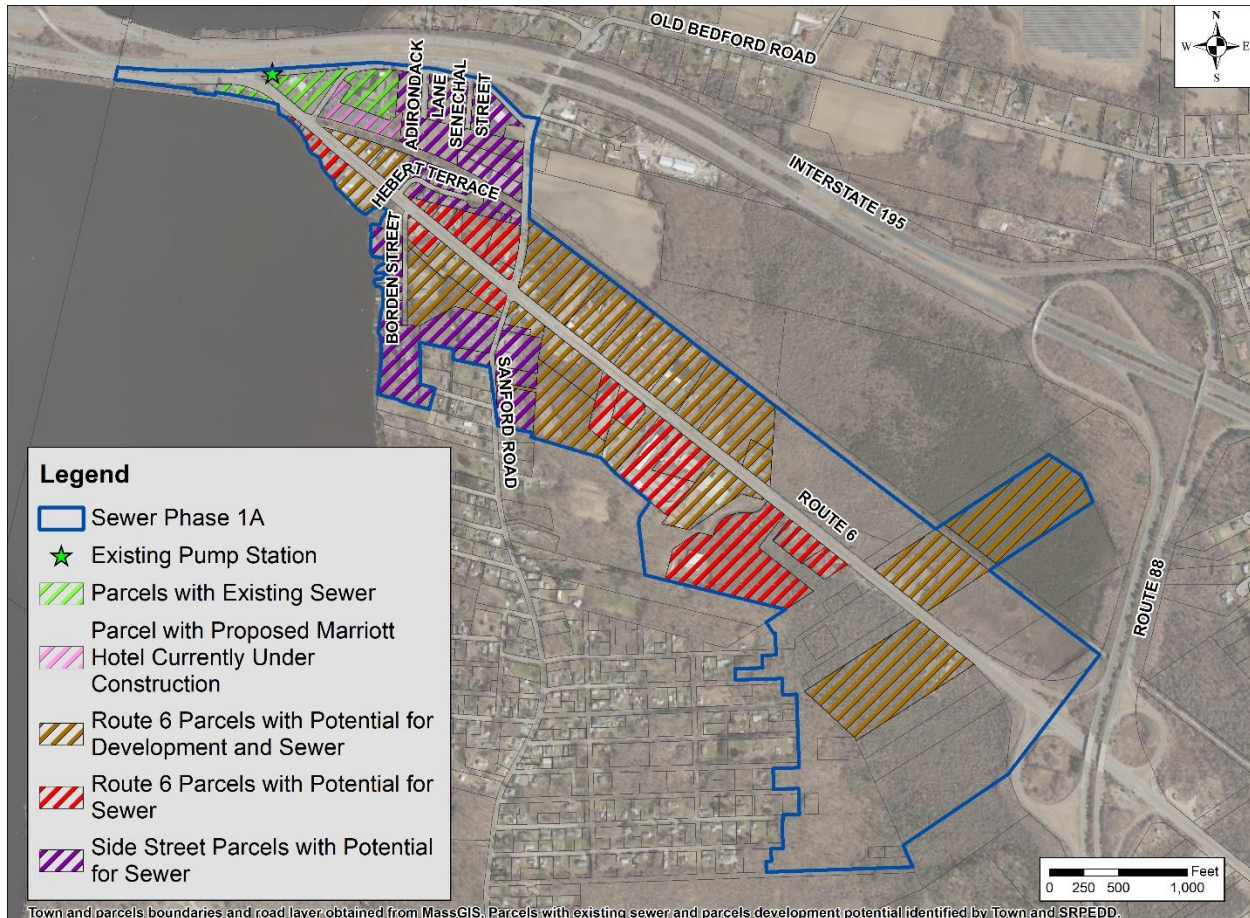 OLD BEDFORD ROAD
N
W E
S
ADIRONDACK
LANE
SENECHAL
STREET
INTERSTATE 195
HEBERT TERRACE
BORDEN STREET
SANFORD ROAD
ROUTE 6
ROUTE 88
Legend
Sewer Phase 1A
Existing Pump Station
Parcels with Existing Sewer
Parcel with Proposed Marriott
Hotel Currently Under
Construction
Route 6 Parcels with Potential for
Development and Sewer
Route 6 Parcels with Potential for
Sewer
Side Street Parcels with Potential
for Sewer
Feet
0 250 500 1,000
Town and parcels boundaries and road layer obtained from MassGIS. Parcels with existing sewer and parcels development potential identified by Town and SRPEDD.